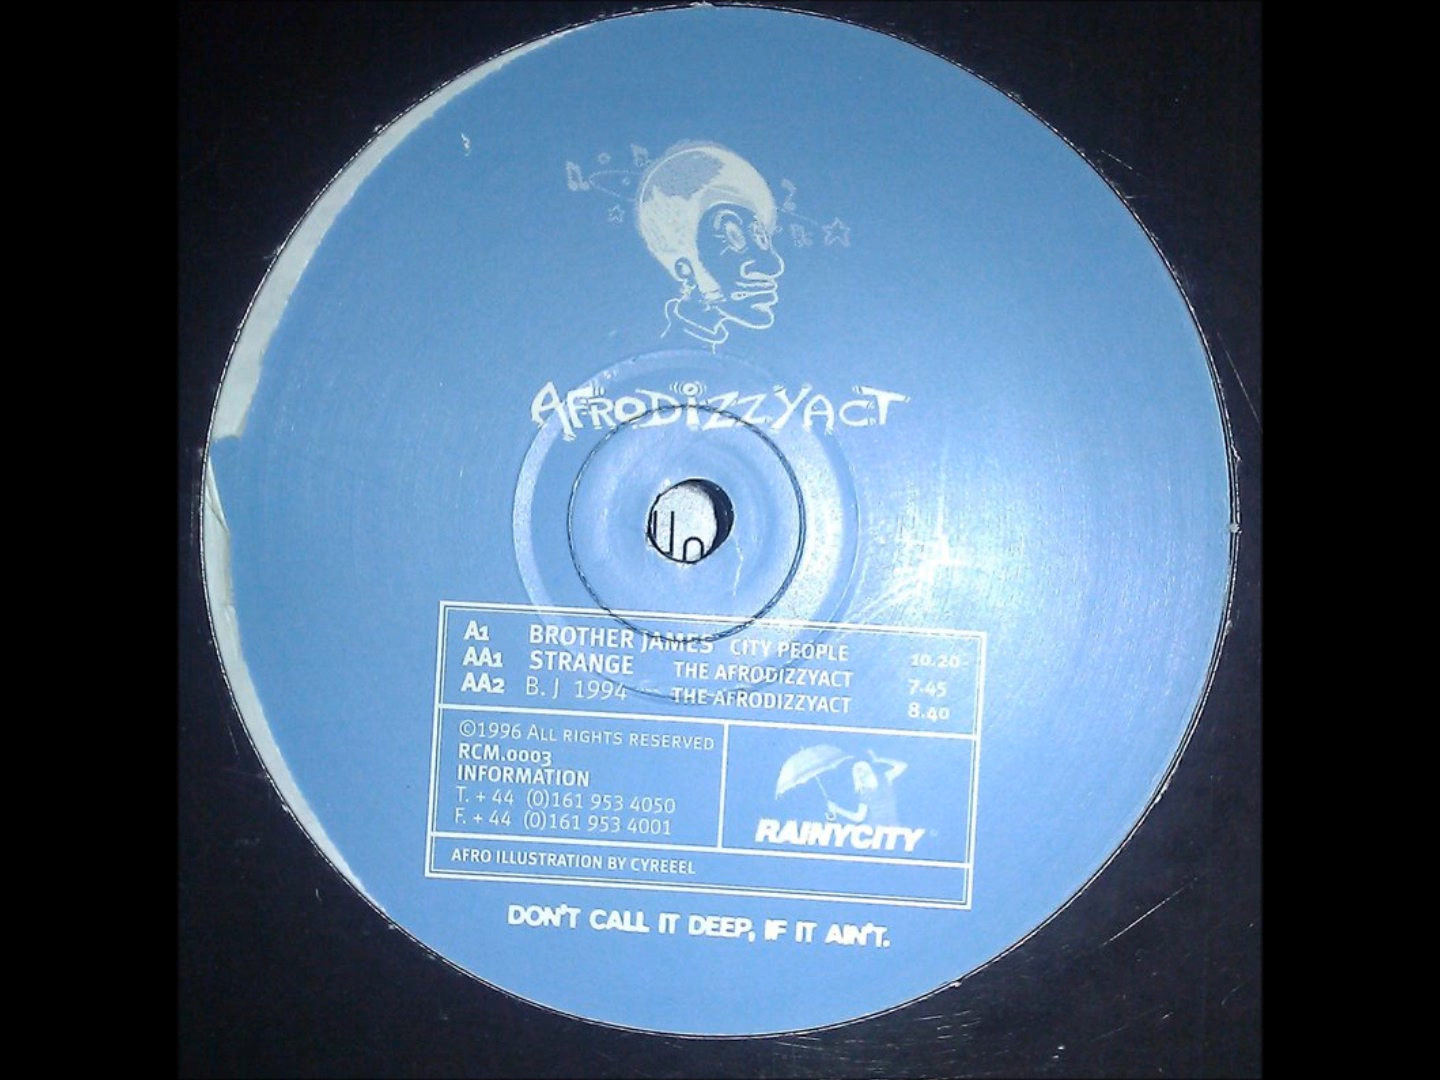 AFRODIZZYACT
A1 BROTHER JAMES CITY PEOPLE 10.20
AA1 STRANGE THE AFRODIZZYACT 7.45
AA2 B. J 1994 THE AFRODIZZYACT 8.40
©1996 ALL RIGHTS RESERVED
RCM.0003
INFORMATION
T. + 44 (0)161 953 4050
F. + 44 (0)161 953 4001
RAINYCITY
AFRO ILLUSTRATION BY CYREEEL
DON'T CALL IT DEEP, IF IT AIN'T.